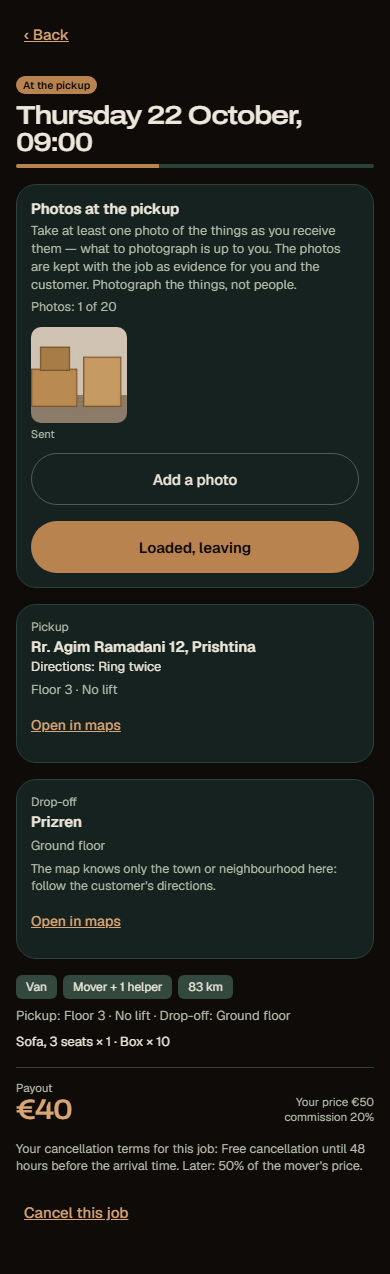 ‹ Back
At the pickup
Thursday 22 October,
09:00
Photos at the pickup
Take at least one photo of the things as you receive
them — what to photograph is up to you. The photos
are kept with the job as evidence for you and the
customer. Photograph the things, not people.
Photos: 1 of 20
Sent
Add a photo
Loaded, leaving
Pickup
Rr. Agim Ramadani 12, Prishtina
Directions: Ring twice
Floor 3 · No lift
Open in maps
Drop-off
Prizren
Ground floor
The map knows only the town or neighbourhood here:
follow the customer's directions.
Open in maps
Van
Mover + 1 helper
83 km
Pickup: Floor 3 · No lift · Drop-off: Ground floor
Sofa, 3 seats × 1 · Box × 10
Payout
€40
Your price €50
commission 20%
Your cancellation terms for this job: Free cancellation until 48
hours before the arrival time. Later: 50% of the mover's price.
Cancel this job